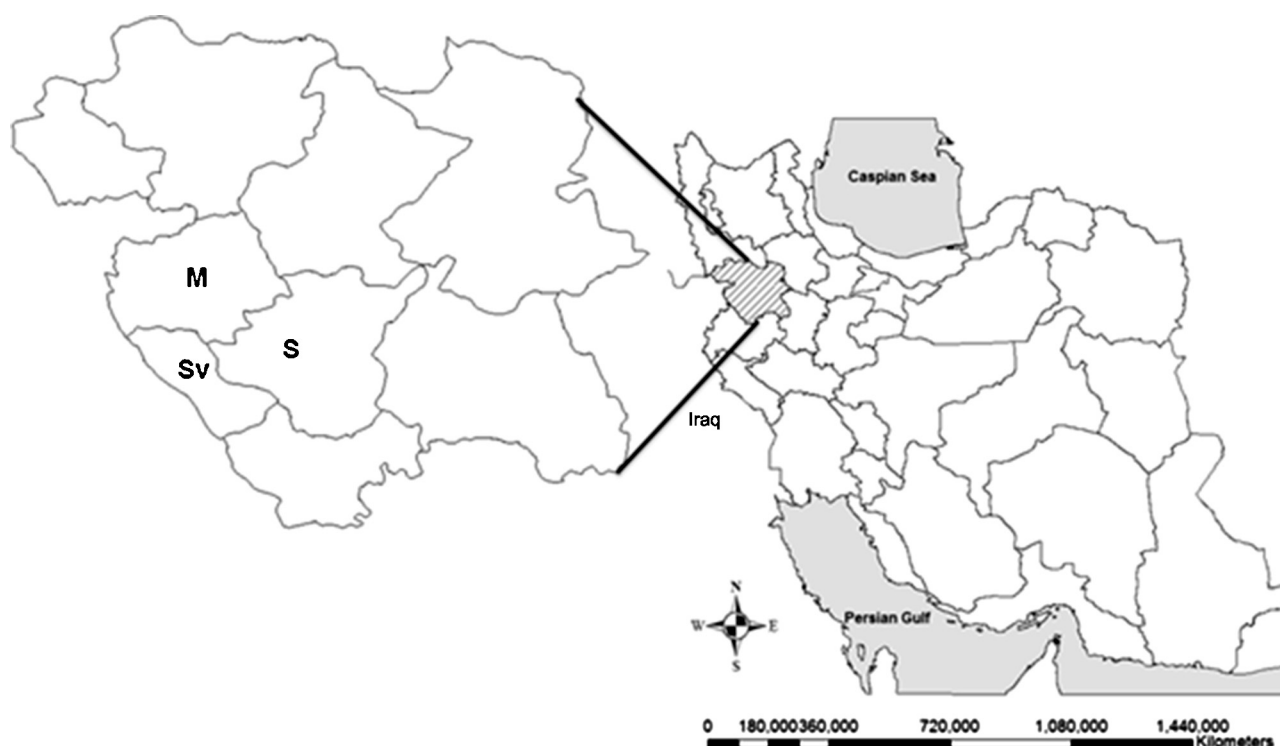 Caspian Sea
M
S
Sv
Iraq
N
W E
S
Persian Gulf
0 180,000360,000 720,000 1,080,000 1,440,000
Kilometers